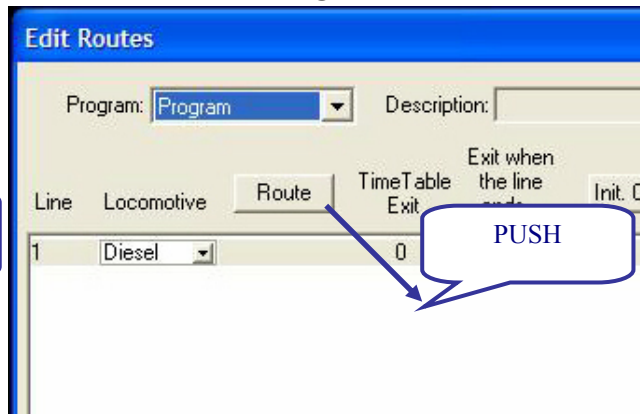 Edit Routes
Program: Program
Description:
Line Locomotive Route TimeTable Exit Exit when the line ends Init.
1 Diesel 0
PUSH